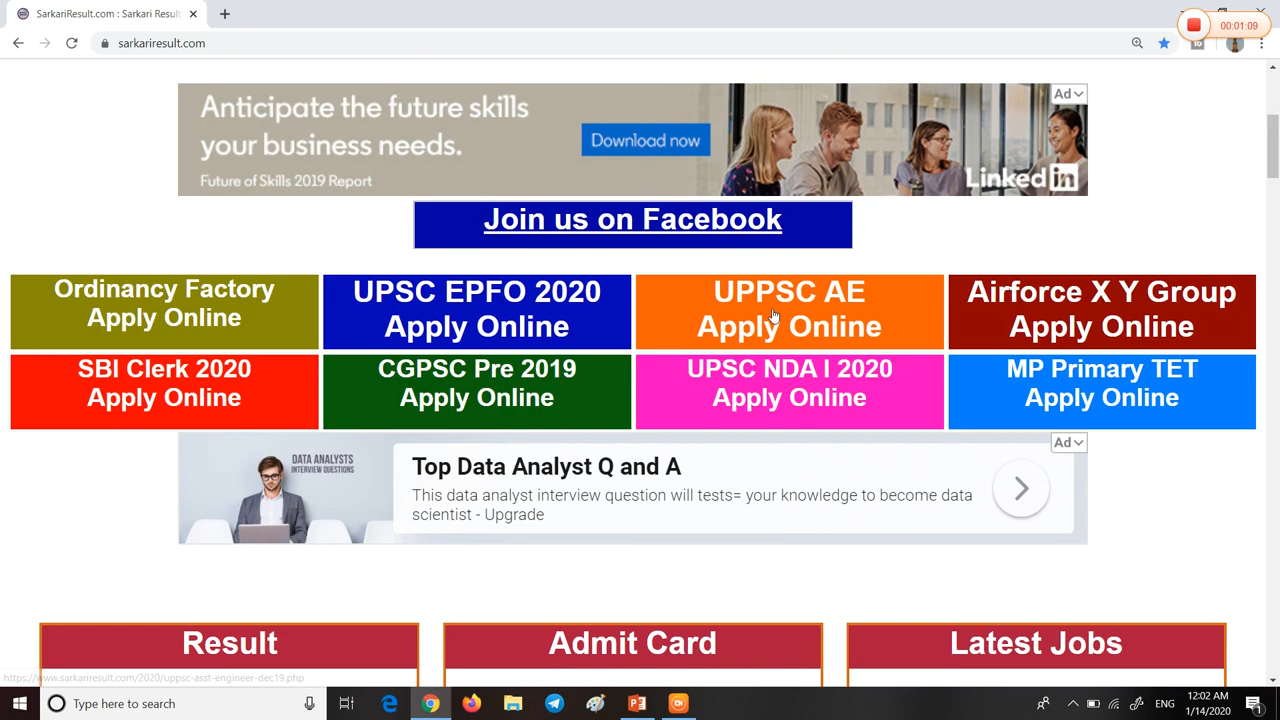 SarkariResult.com : Sarkari Resul
00:01:09
sarkariresult.com
Anticipate the future skills
your business needs.
Download now
Future of Skills 2019 Report
Linked in
Ad
Join us on Facebook
Ordinancy Factory
Apply Online
UPSC EPFO 2020
Apply Online
UPPSC AE
Apply Online
Airforce X Y Group
Apply Online
SBI Clerk 2020
Apply Online
CGPSC Pre 2019
Apply Online
UPSC NDA I 2020
Apply Online
MP Primary TET
Apply Online
Ad
DATA ANALYSTS
INTERVIEW QUESTIONS
Top Data Analyst Q and A
This data analyst interview question will tests= your knowledge to become data
scientist - Upgrade
Result
Admit Card
Latest Jobs
https://www.sarkariresult.com/2020/uppsc-asst-engineer-dec19.php
Type here to search
ENG
12:02 AM
1/14/2020
1